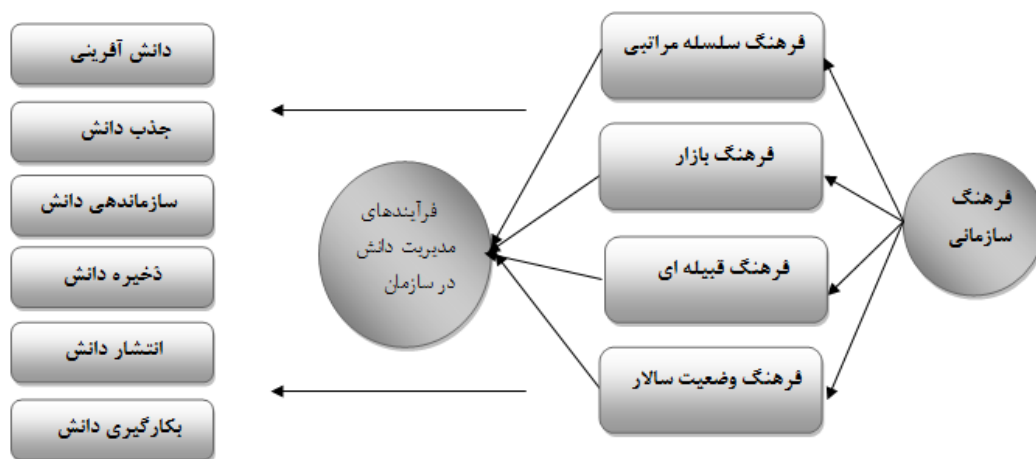 فرهنگ
سازمانی
فرهنگ سلسله مراتبی
فرهنگ بازار
فرهنگ قبیله ای
فرهنگ وضعیت سالار
فرآیندهای
مدیریت دانش
در سازمان
دانش آفرینی
جذب دانش
سازماندهی دانش
ذخیره دانش
انتشار دانش
بکارگیری دانش